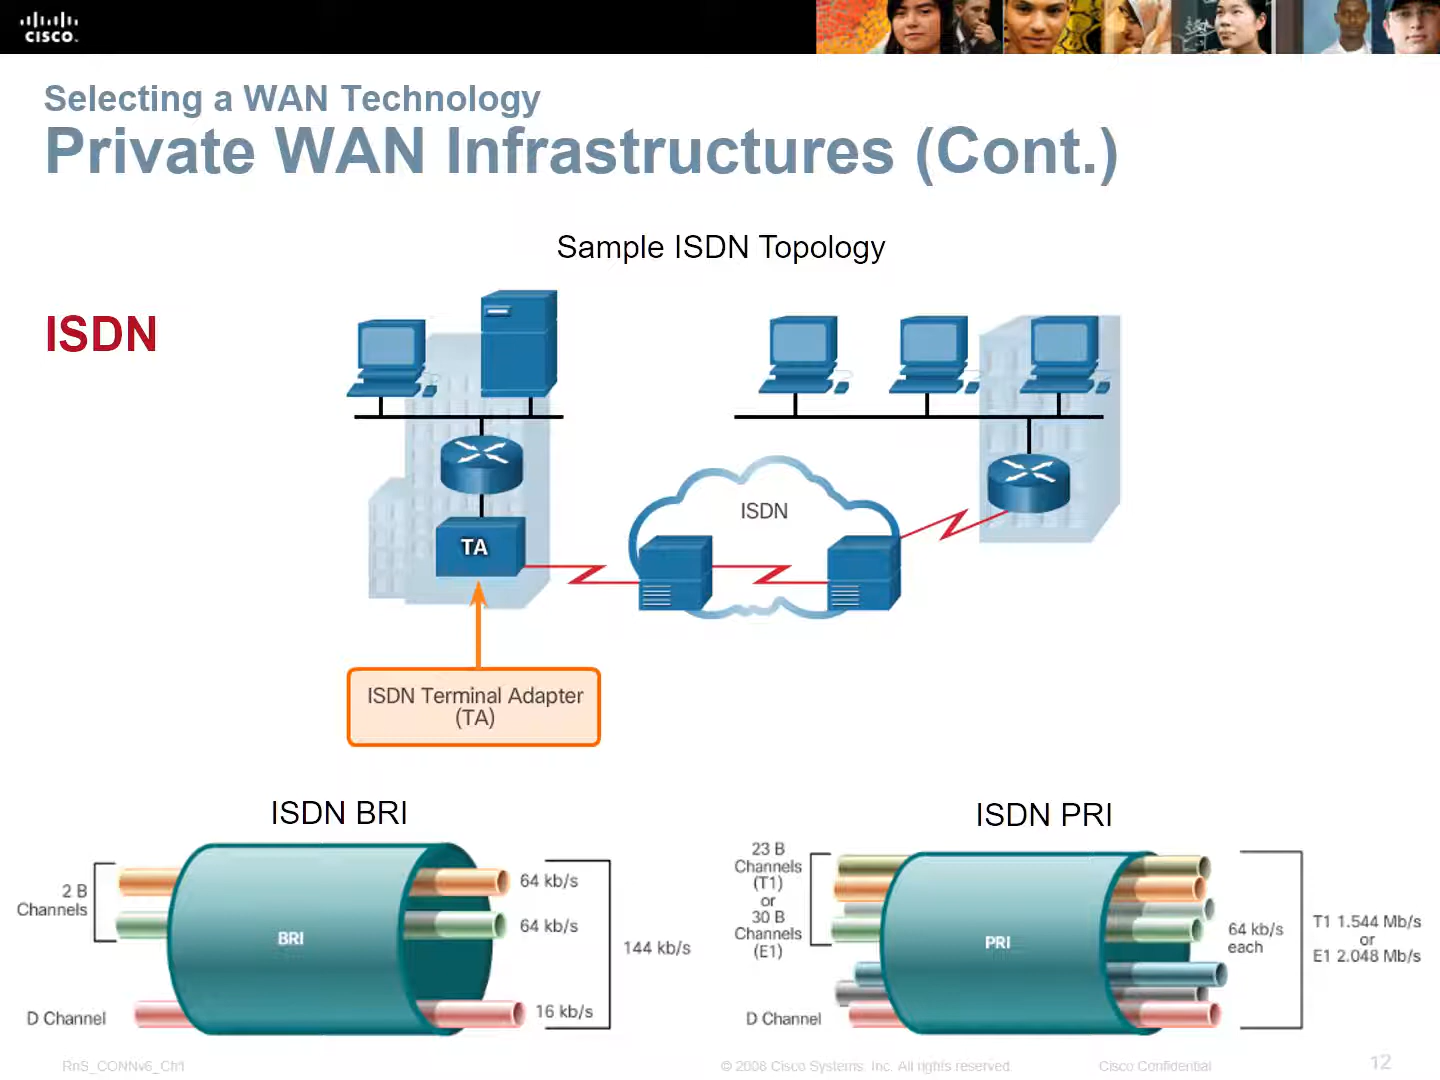 CISCO
Selecting a WAN Technology
Private WAN Infrastructures (Cont.)
Sample ISDN Topology
ISDN
ISDN
TA
ISDN Terminal Adapter
(TA)
ISDN BRI
2 B
Channels
D Channel
BRI
64 kb/s
64 kb/s
16 kb/s
144 kb/s
ISDN PRI
23 B
Channels
(T1)
or
30 B
Channels
(E1)
D Channel
PRI
64 kb/s
each
T1 1.544 Mb/s
or
E1 2.048 Mb/s
RnS_CONNv6_Ch1
© 2008 Cisco Systems, Inc. All rights reserved.
Cisco Confidential
12